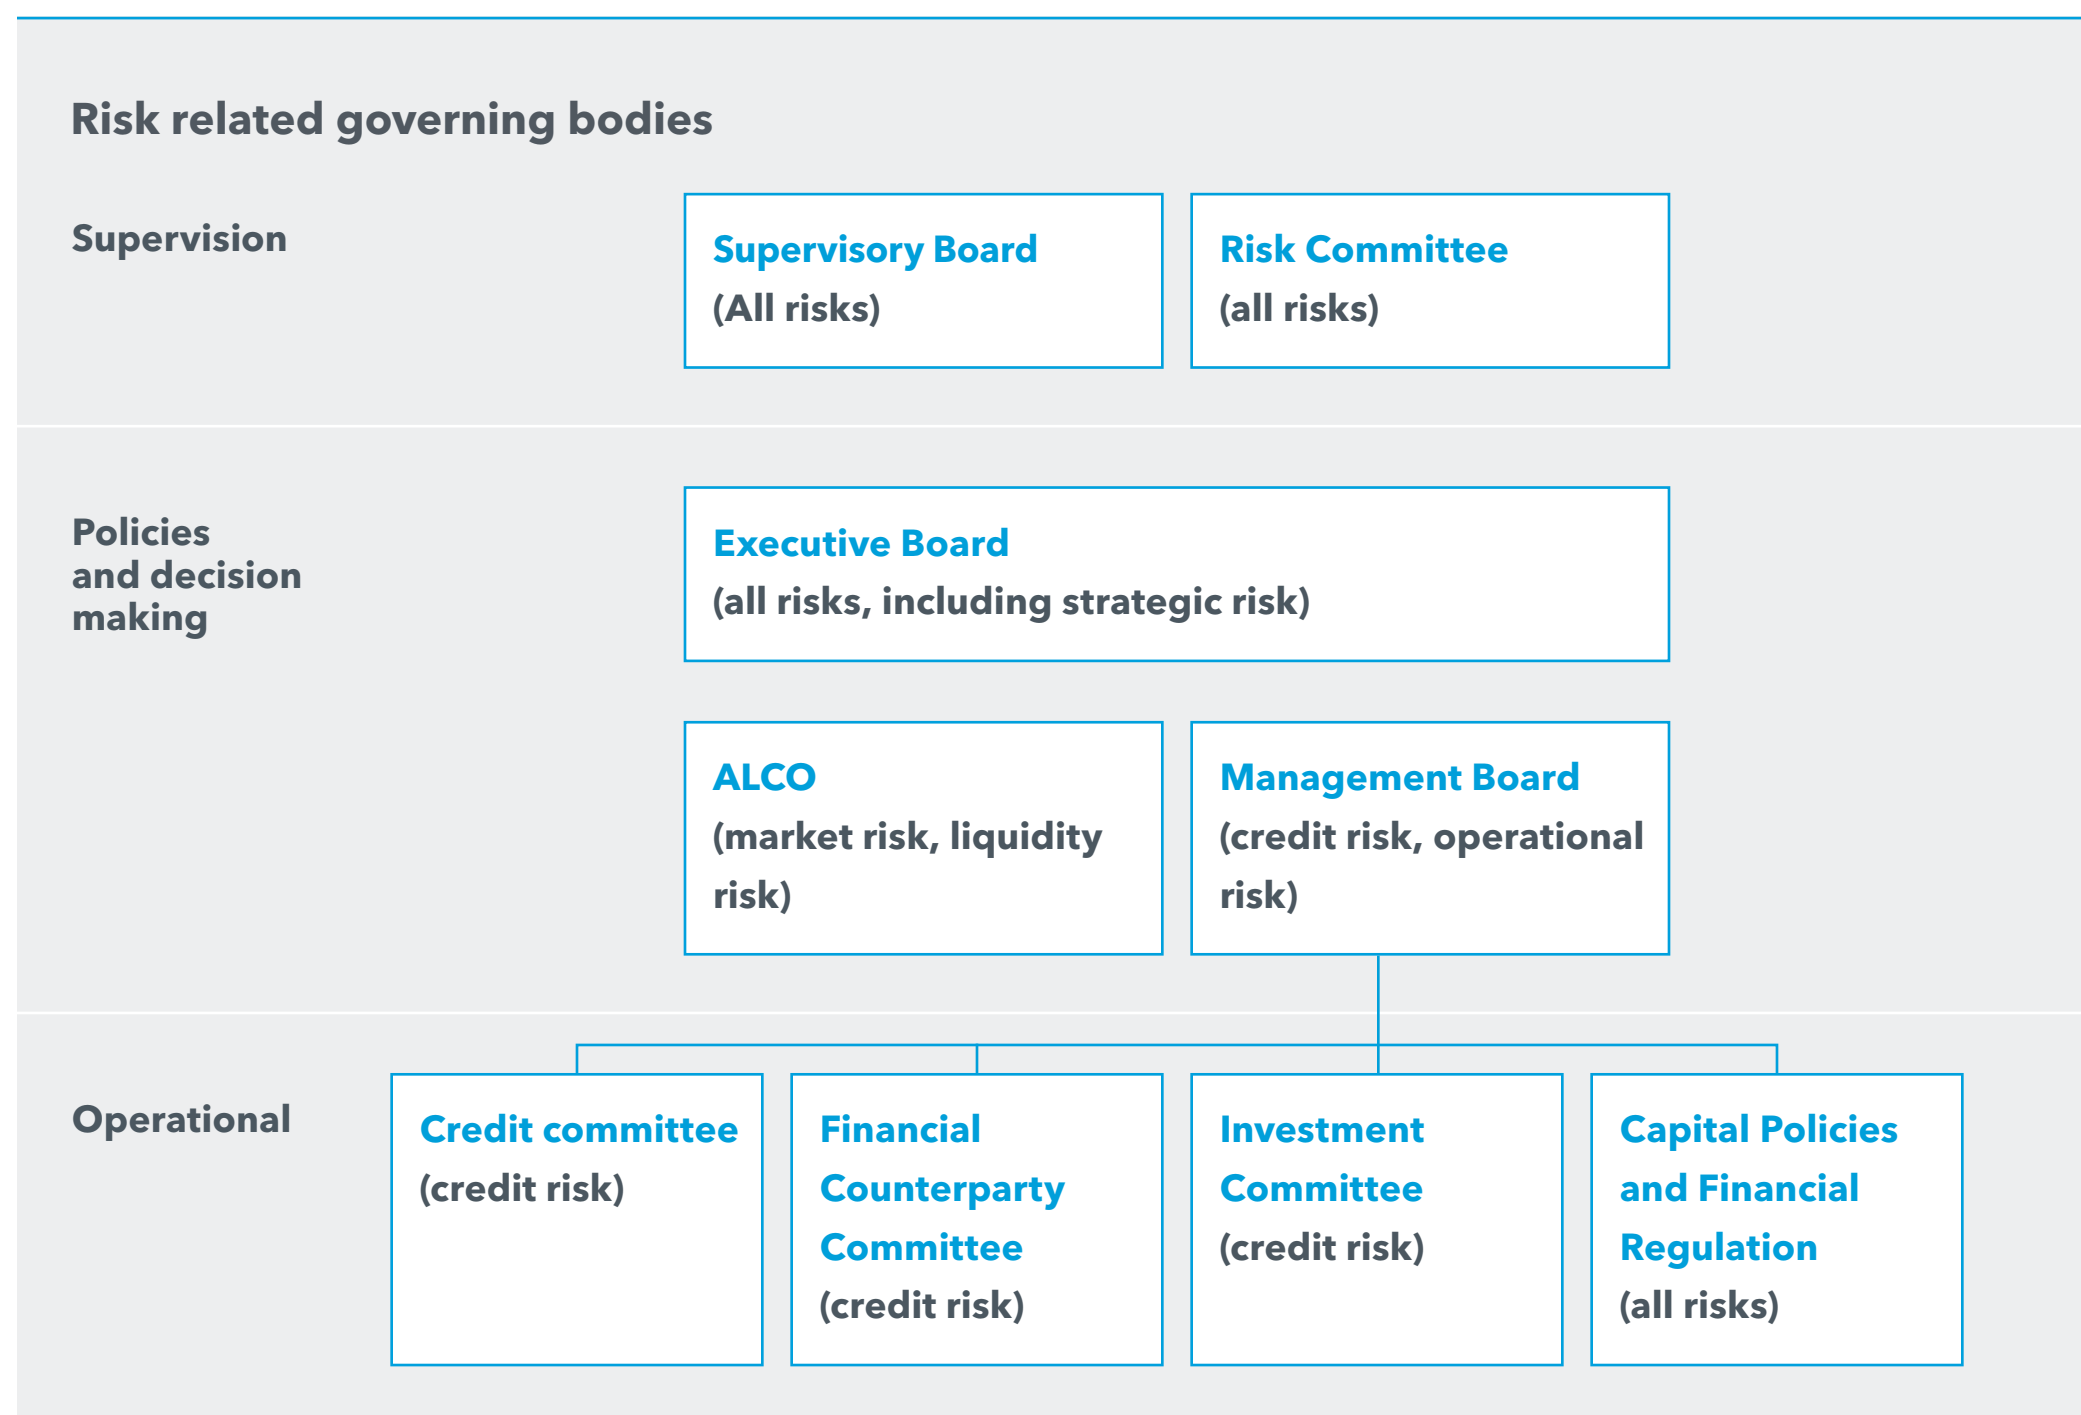 Risk related governing bodies
Supervision
Supervisory Board
(All risks)
Risk Committee
(all risks)
Policies
and decision
making
Executive Board
(all risks, including strategic risk)
ALCO
(market risk, liquidity
risk)
Management Board
(credit risk, operational
risk)
Operational
Credit committee
(credit risk)
Financial
Counterparty
Committee
(credit risk)
Investment
Committee
(credit risk)
Capital Policies
and Financial
Regulation
(all risks)